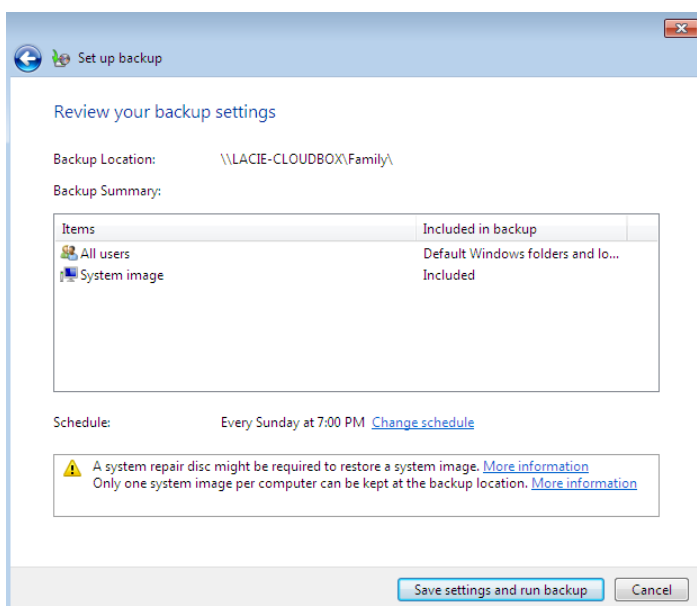 Set up backup
Review your backup settings
Backup Location: \\LACIE-CLOUDBOX\Family\
Backup Summary:
Items Included in backup
All users Default Windows folders and lo...
System image Included
Schedule: Every Sunday at 7:00 PM Change schedule
A system repair disc might be required to restore a system image. More information
Only one system image per computer can be kept at the backup location. More information
Save settings and run backup Cancel